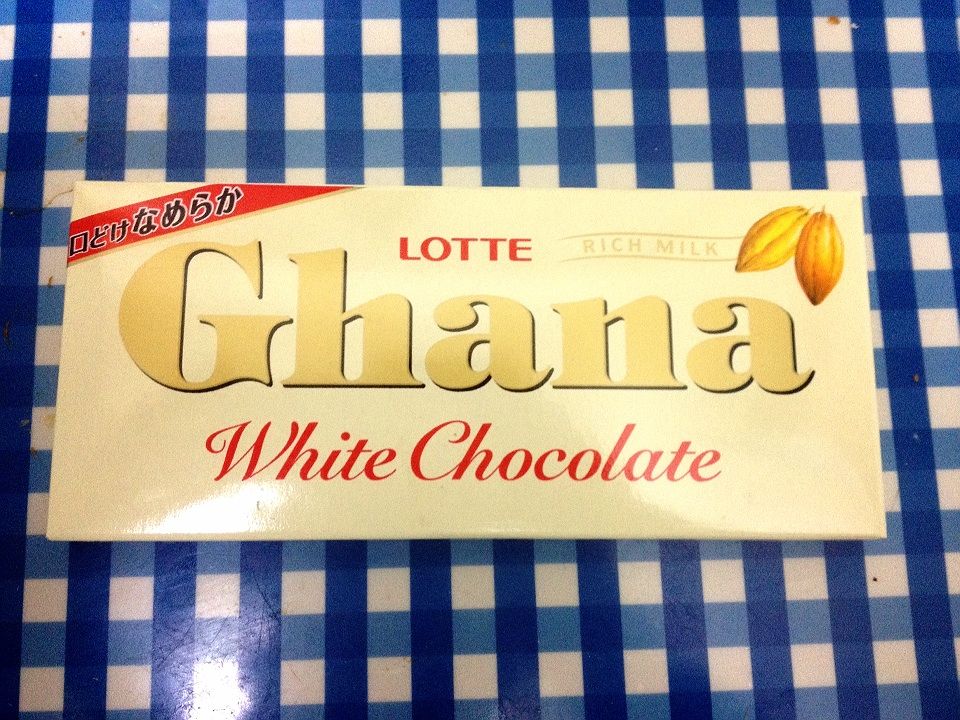 口どけなめらか
LOTTE
RICH MILK
Ghana
White Chocolate